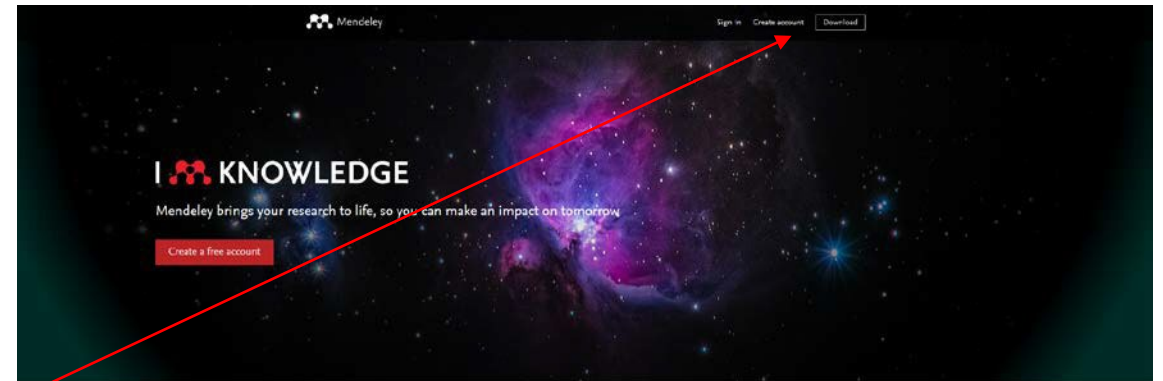 Mendeley
Sign in Create account Download
I KNOWLEDGE
Mendeley brings your research to life, so you can make an impact on tomorrow
Create a free account